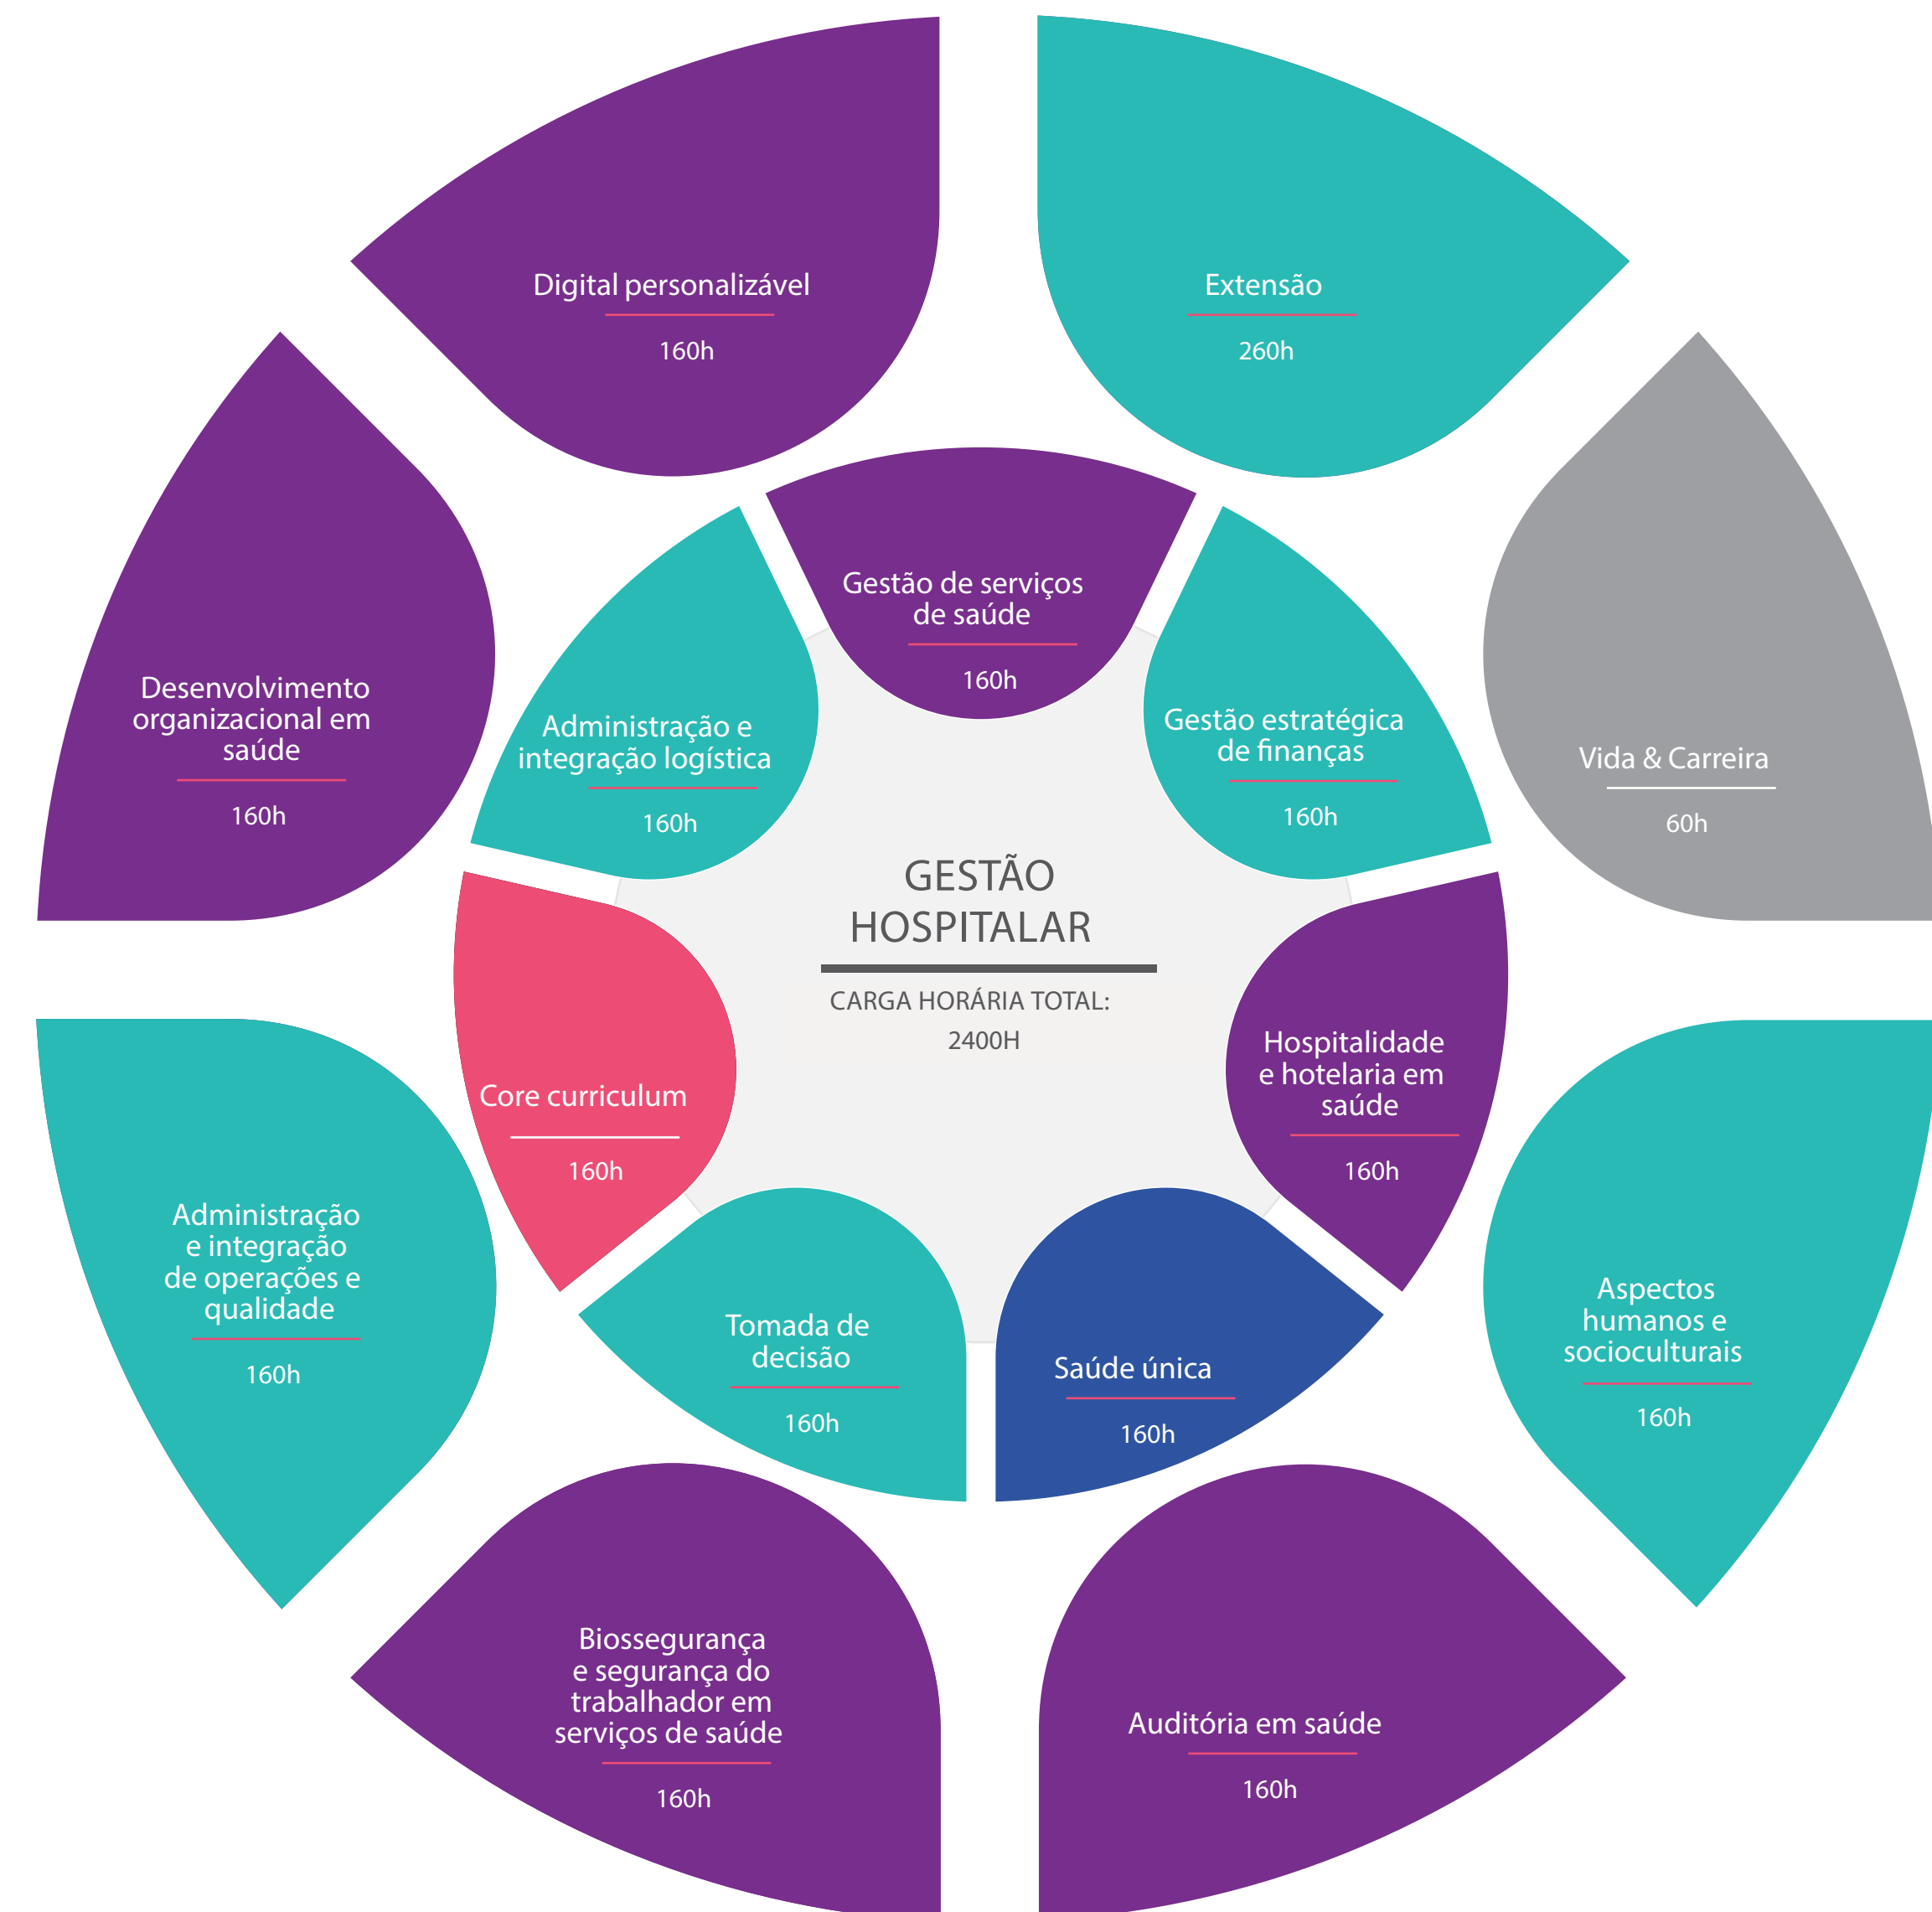 Digital personalizável
160h
Extensão
260h
Desenvolvimento
organizacional em
saúde
160h
Administração e
integração logística
160h
Gestão de serviços
de saúde
160h
Gestão estratégica
de finanças
160h
Vida & Carreira
60h
GESTÃO
HOSPITALAR
CARGA HORÁRIA TOTAL:
2400H
Core curriculum
160h
Hospitalidade
e hotelaria em
saúde
160h
Administração
e integração
de operações e
qualidade
160h
Tomada de
decisão
160h
Saúde única
160h
Aspectos
humanos e
socioculturais
160h
Biossegurança
e segurança do
trabalhador em
serviços de saúde
160h
Auditória em saúde
160h